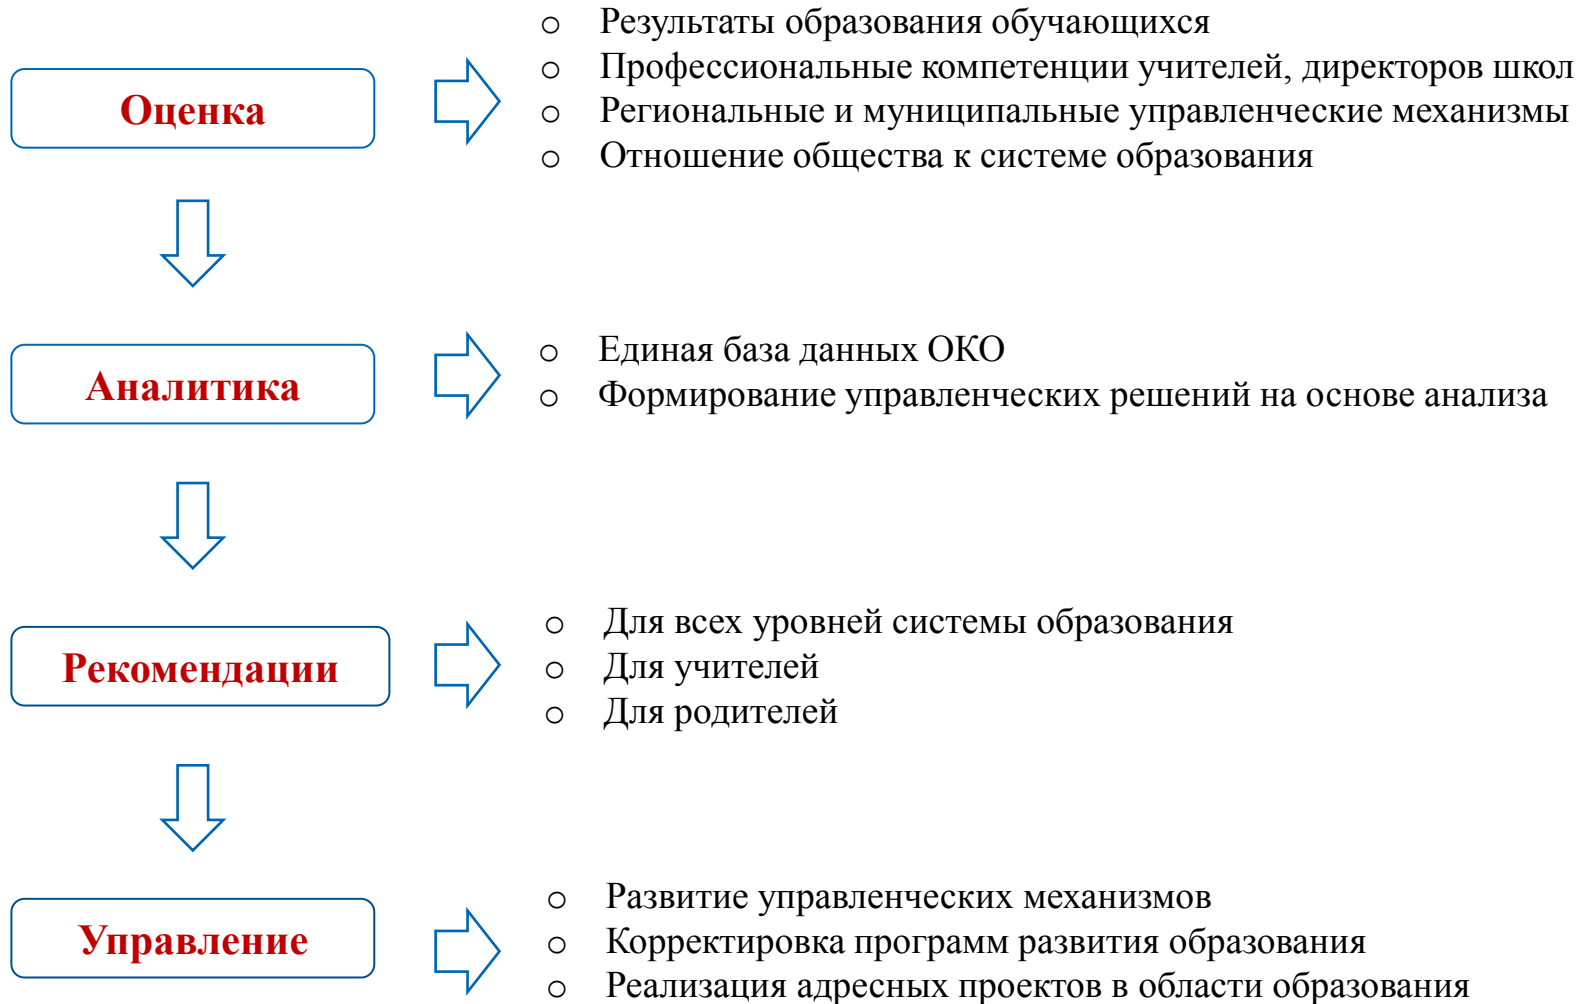 Оценка
o Результаты образования обучающихся
o Профессиональные компетенции учителей, директоров школ
o Региональные и муниципальные управленческие механизмы
o Отношение общества к системе образования
Аналитика
o Единая база данных ОКО
o Формирование управленческих решений на основе анализа
Рекомендации
o Для всех уровней системы образования
o Для учителей
o Для родителей
Управление
o Развитие управленческих механизмов
o Корректировка программ развития образования
o Реализация адресных проектов в области образования